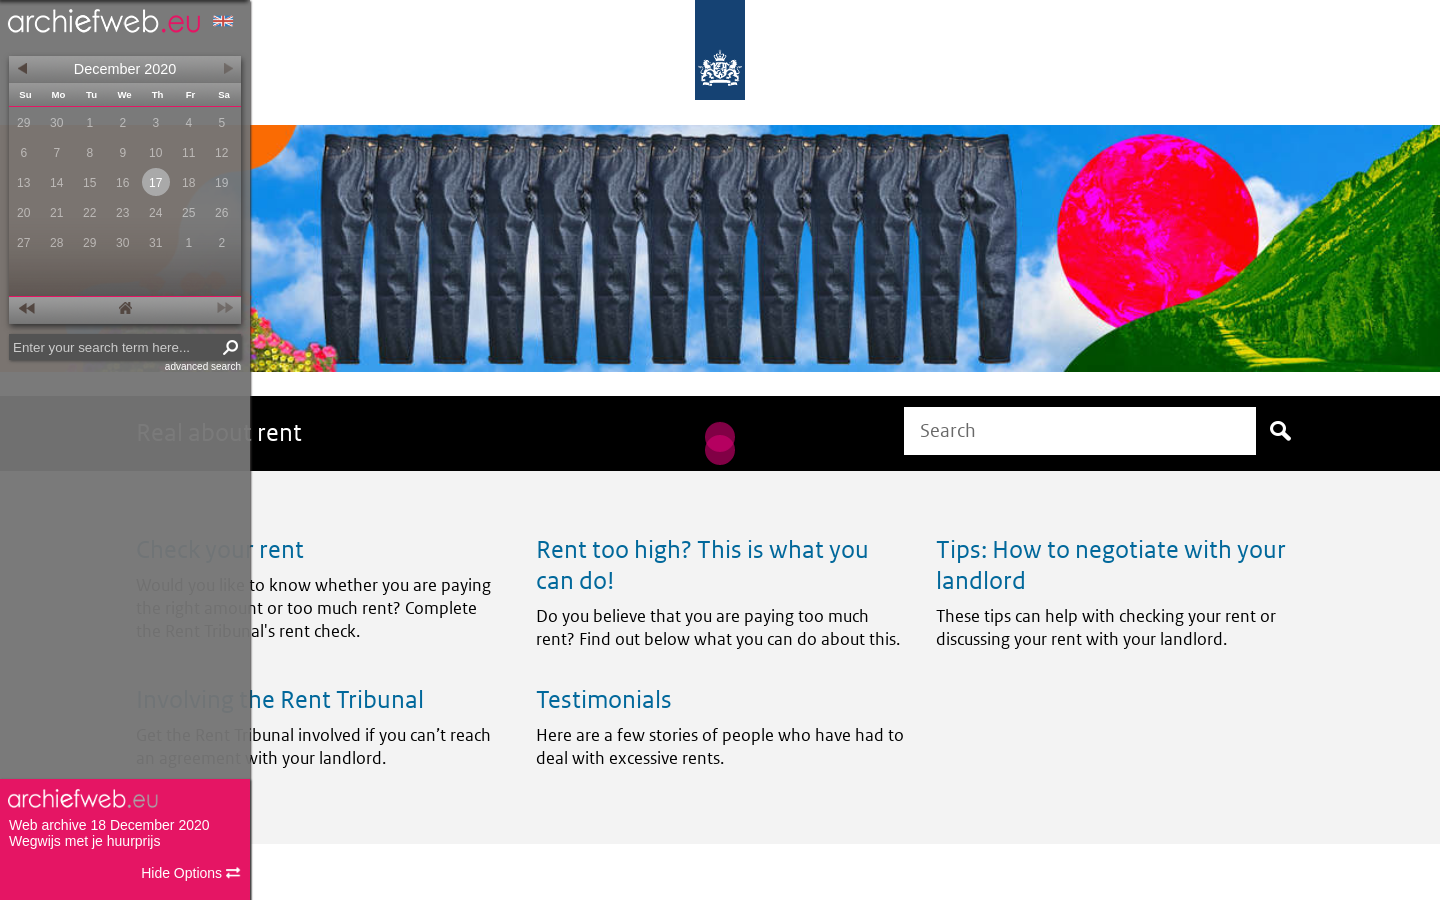 archiefweb.eu
December 2020
Su Mo Tu We Th Fr Sa
29 30 1 2 3 4 5
6 7 8 9 10 11 12
13 14 15 16 17 18 19
20 21 22 23 24 25 26
27 28 29 30 31 1 2
Enter your search term here...
advanced search
Real about rent
Search
Check your rent
Would you like to know whether you are paying
the right amount or too much rent? Complete
the Rent Tribunal's rent check.
Rent too high? This is what you
can do!
Do you believe that you are paying too much
rent? Find out below what you can do about this.
Tips: How to negotiate with your
landlord
These tips can help with checking your rent or
discussing your rent with your landlord.
Involving the Rent Tribunal
Get the Rent Tribunal involved if you can’t reach
an agreement with your landlord.
Testimonials
Here are a few stories of people who have had to
deal with excessive rents.
archiefweb.eu
Web archive 18 December 2020
Wegwijs met je huurprijs
Hide Options